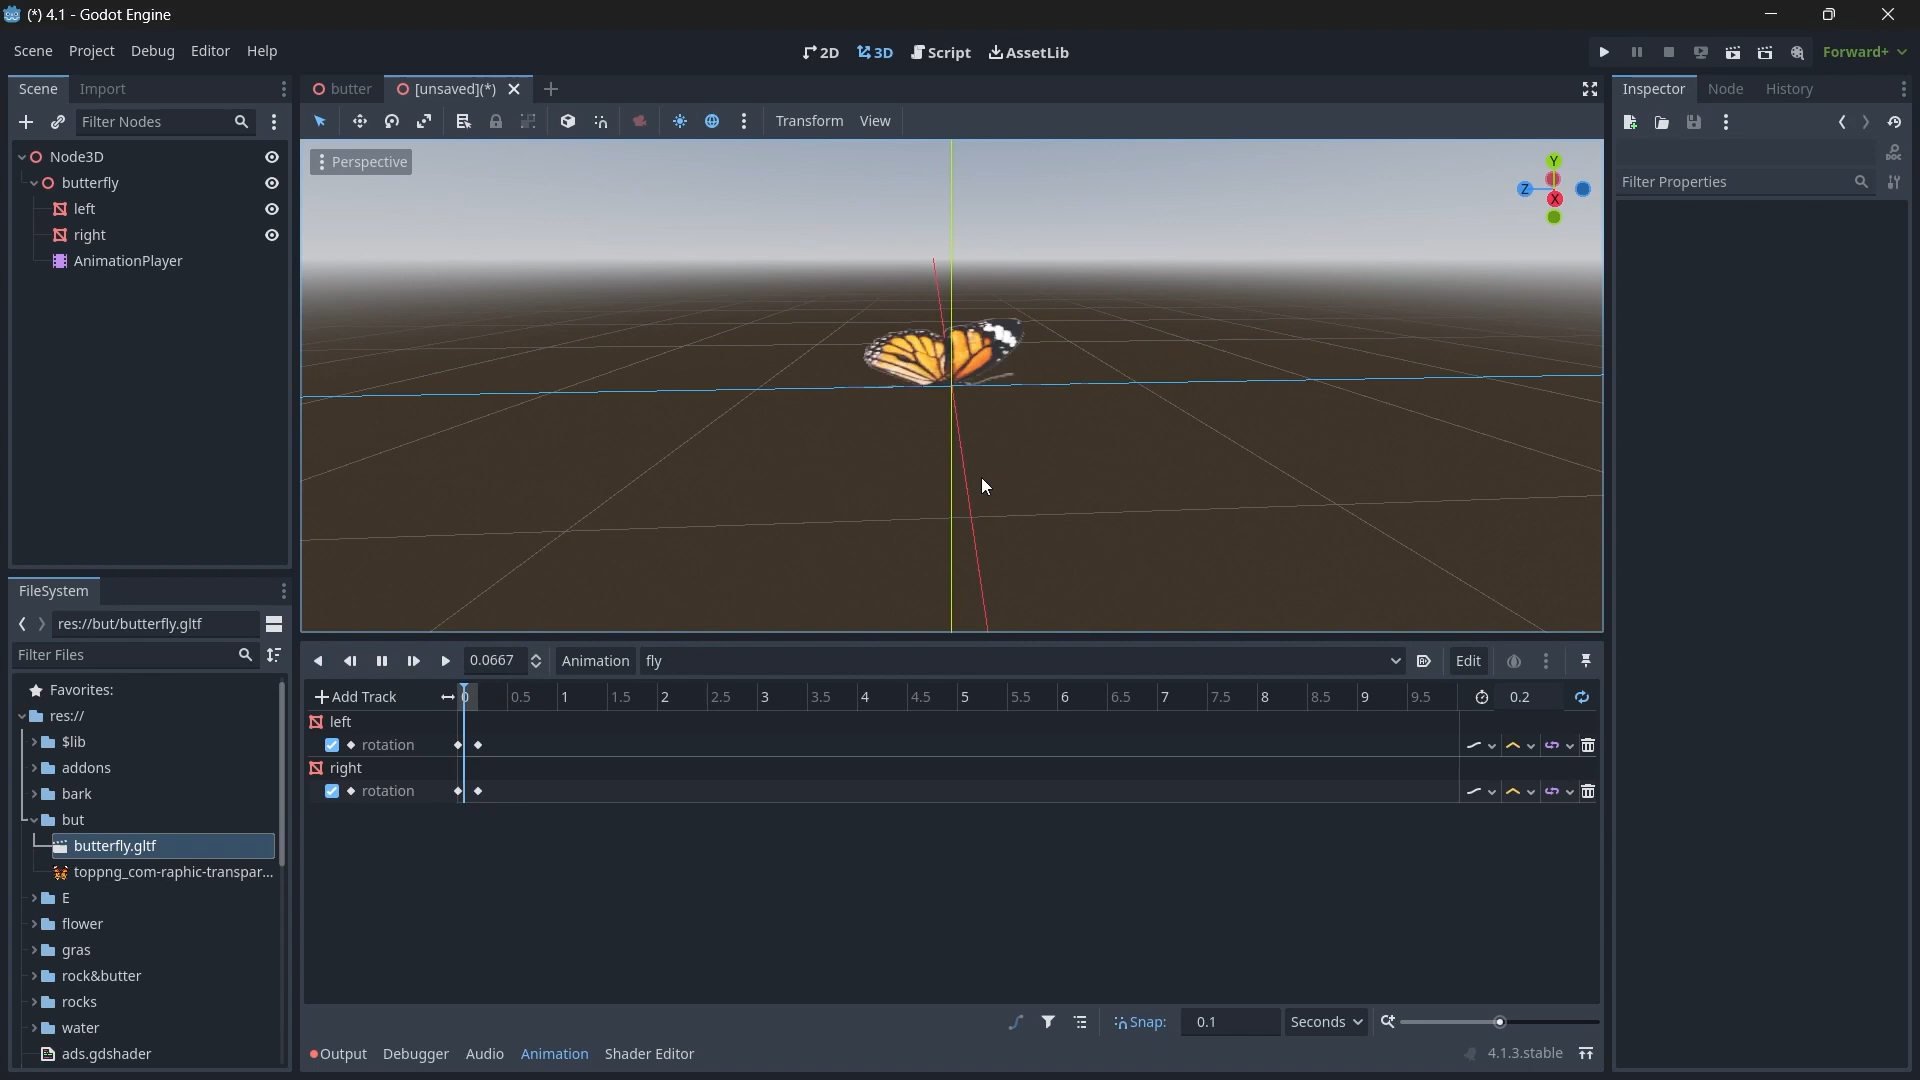 (*) 4.1 - Godot Engine
Scene Project Debug Editor Help
2D 3D Script AssetLib
Forward+
Scene Import
Filter Nodes
Node3D
butterfly
left
right
AnimationPlayer
FileSystem
res://but/butterfly.gltf
Filter Files
Favorites:
res://
$lib
addons
bark
but
butterfly.gltf
toppng_com-raphic-transpar...
E
flower
gras
rock&butter
rocks
water
ads.gdshader
butter [unsaved](*)
Transform View
Perspective
Y
Z
X
0.0667 Animation fly Edit
Add Track 0 0.5 1 1.5 2 2.5 3 3.5 4 4.5 5 5.5 6 6.5 7 7.5 8 8.5 9 9.5 0.2
left
rotation
right
rotation
Snap: 0.1 Seconds
Output Debugger Audio Animation Shader Editor 4.1.3.stable
Inspector Node History
Filter Properties